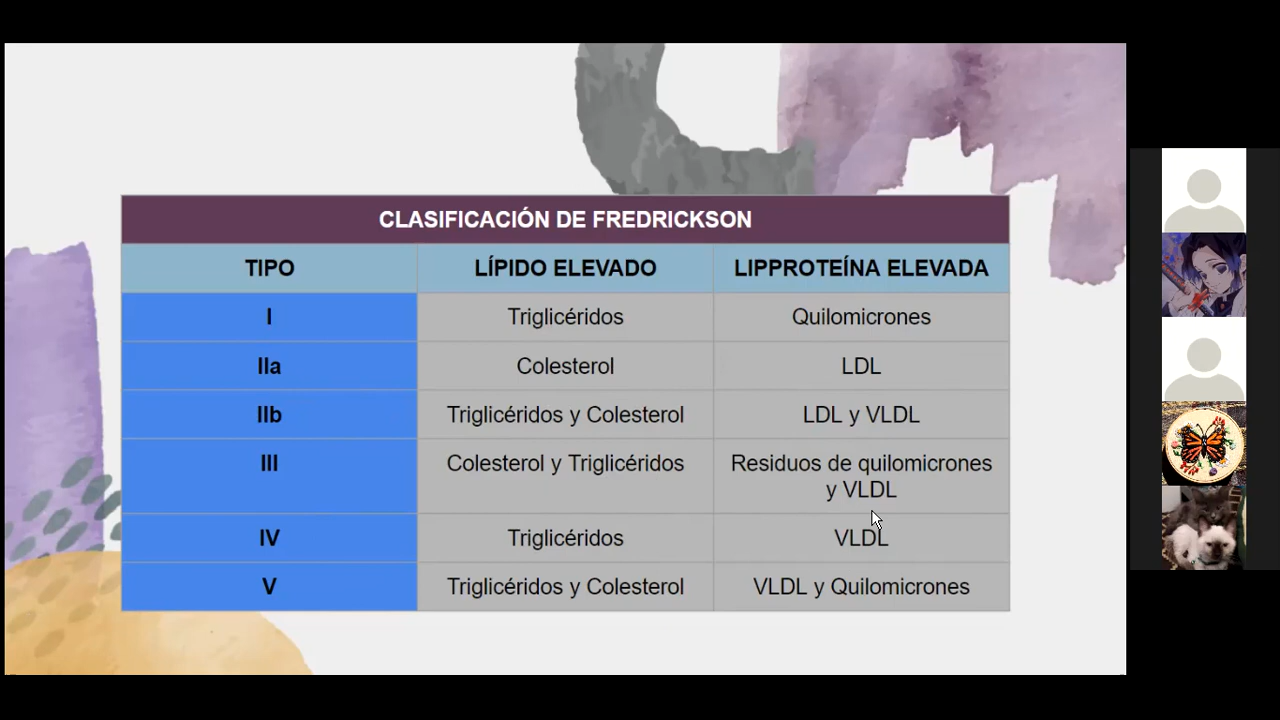 CLASIFICACIÓN DE FREDRICKSON
TIPO LÍPIDO ELEVADO LIPPROTEÍNA ELEVADA
I Triglicéridos Quilomicrones
IIa Colesterol LDL
IIb Triglicéridos y Colesterol LDL y VLDL
III Colesterol y Triglicéridos Residuos de quilomicrones
y VLDL
IV Triglicéridos VLDL
V Triglicéridos y Colesterol VLDL y Quilomicrones